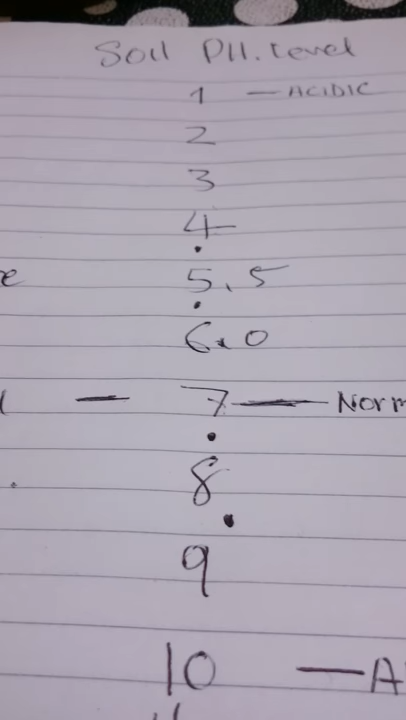 Soil PH. Level
1 — ACIDIC
2
3
4
5.5
6.0
— 7 — Norm
8
9
10 — A